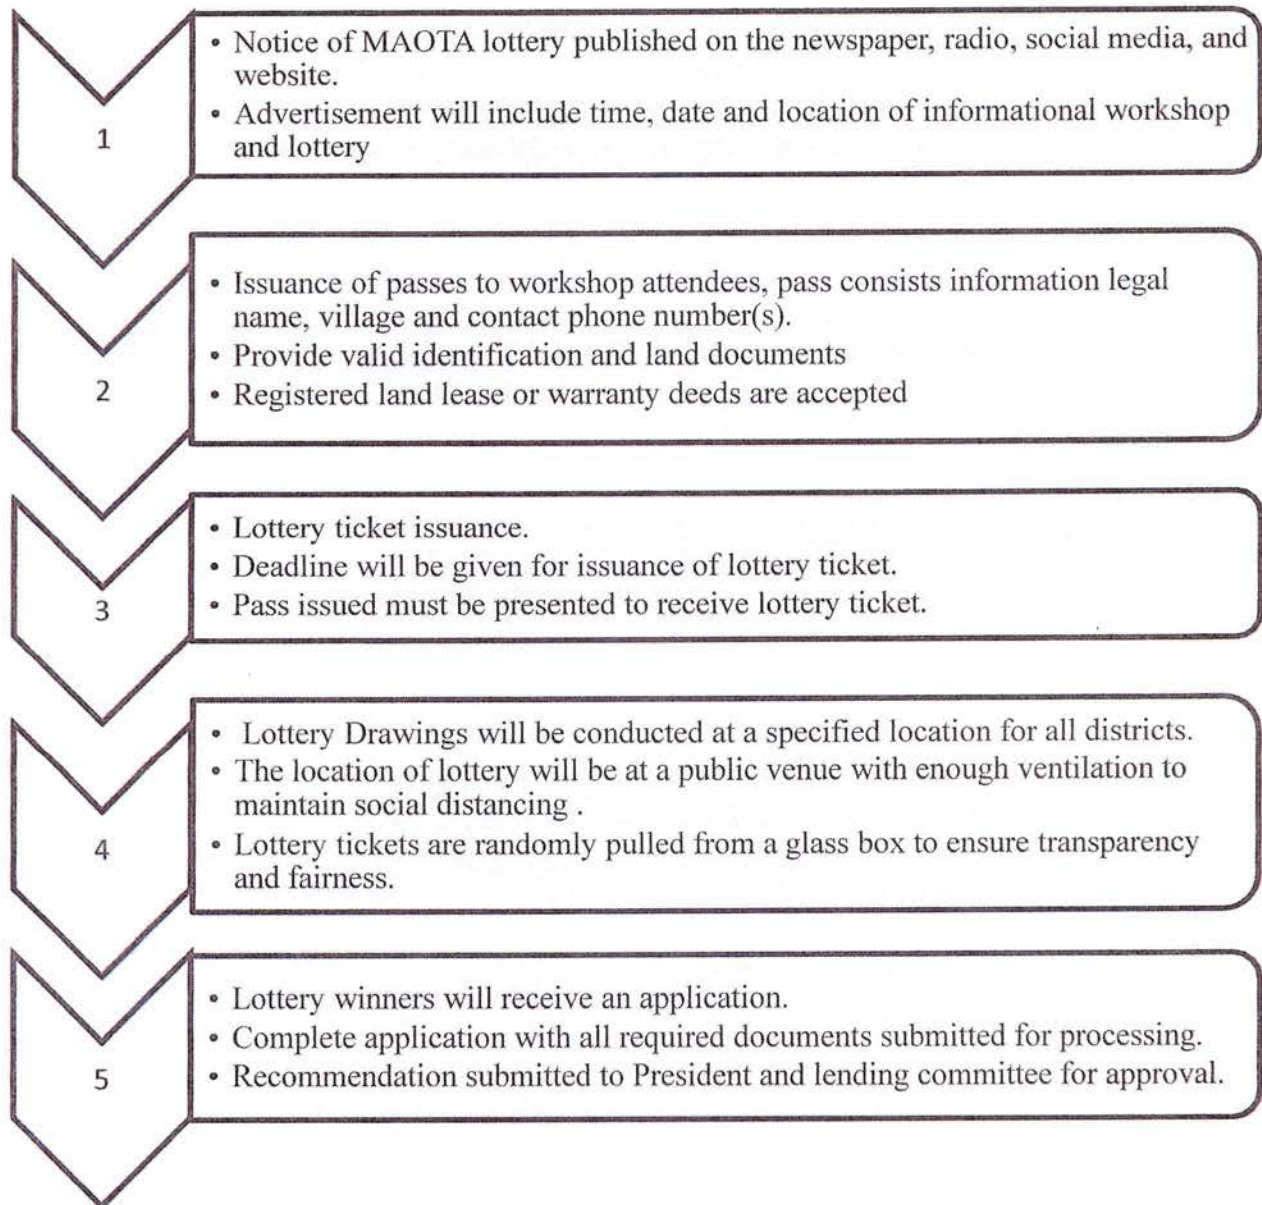 1
• Notice of MAOTA lottery published on the newspaper, radio, social media, and
website.
• Advertisement will include time, date and location of informational workshop
and lottery
2
• Issuance of passes to workshop attendees, pass consists information legal
name, village and contact phone number(s).
• Provide valid identification and land documents
• Registered land lease or warranty deeds are accepted
3
• Lottery ticket issuance.
• Deadline will be given for issuance of lottery ticket.
• Pass issued must be presented to receive lottery ticket.
4
• Lottery Drawings will be conducted at a specified location for all districts.
• The location of lottery will be at a public venue with enough ventilation to
maintain social distancing .
• Lottery tickets are randomly pulled from a glass box to ensure transparency
and fairness.
5
• Lottery winners will receive an application.
• Complete application with all required documents submitted for processing.
• Recommendation submitted to President and lending committee for approval.